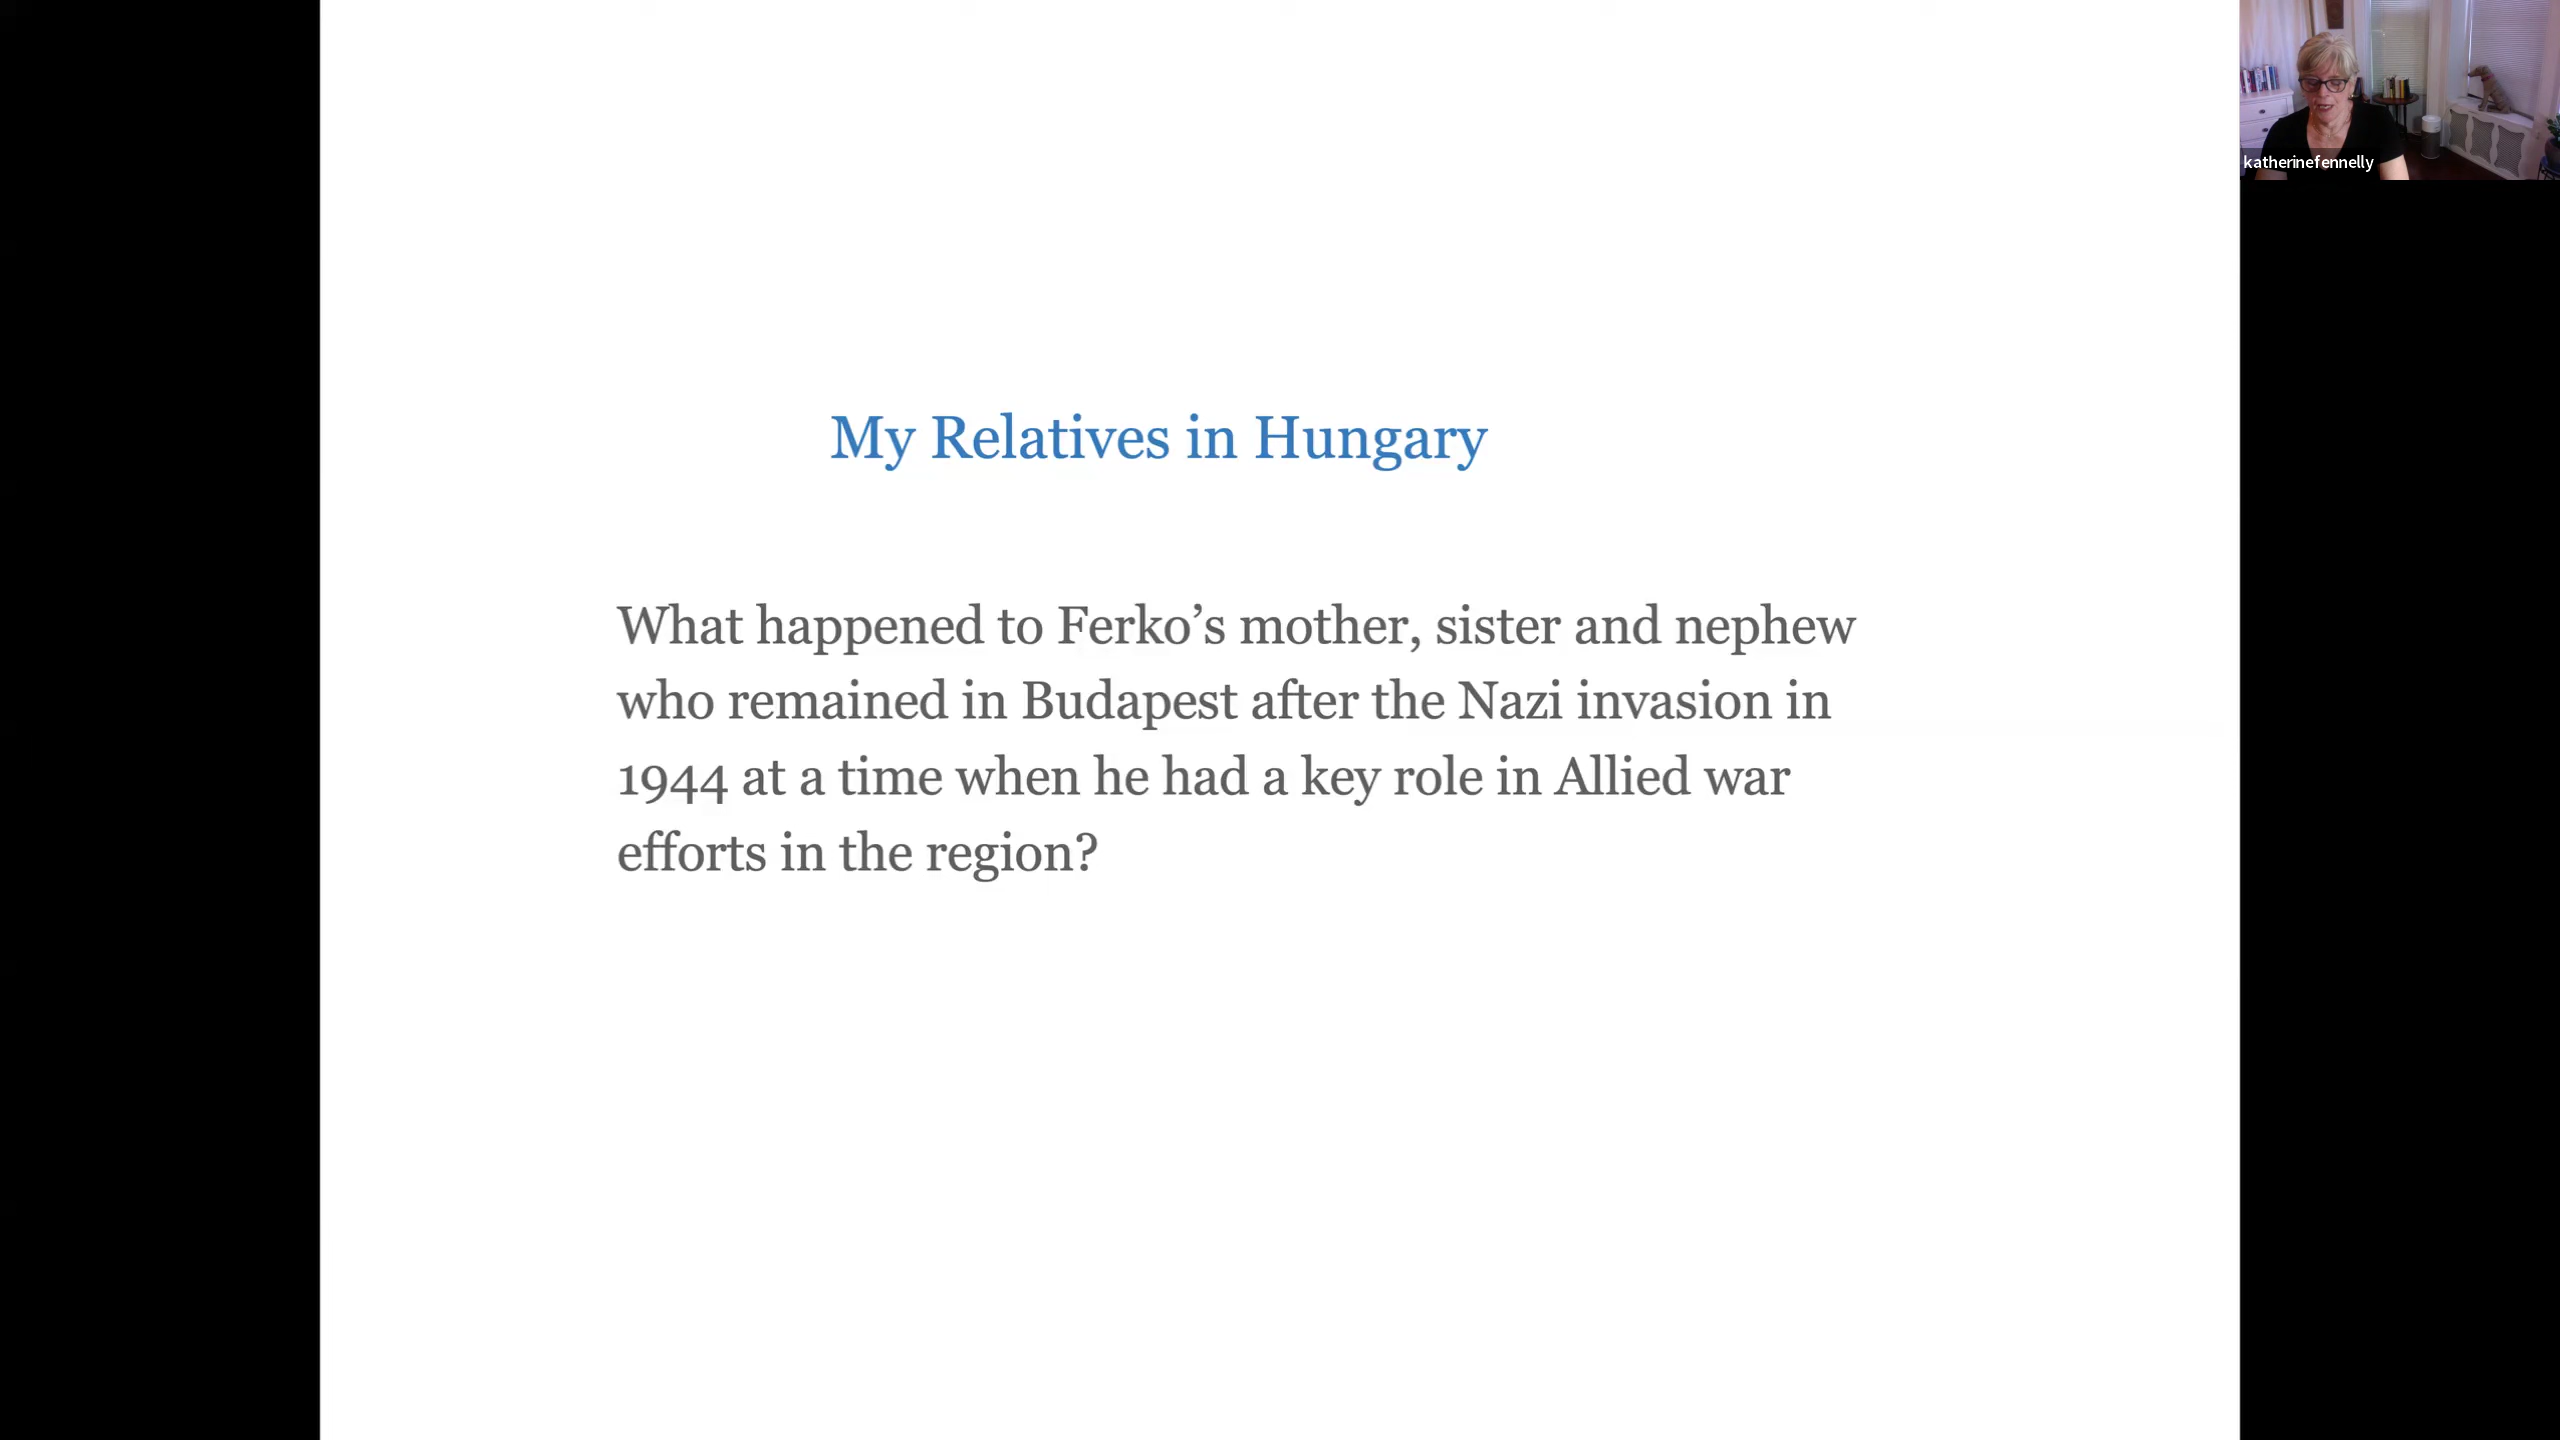 My Relatives in Hungary
What happened to Ferko’s mother, sister and nephew
who remained in Budapest after the Nazi invasion in
1944 at a time when he had a key role in Allied war
efforts in the region?
katherinefennelly